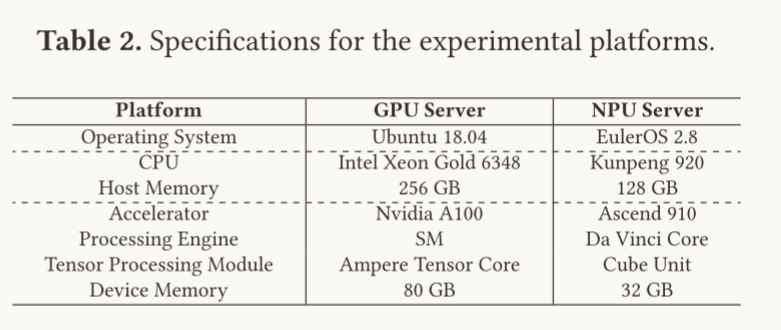 Table 2. Specifications for the experimental platforms.
Platform GPU Server NPU Server
Operating System Ubuntu 18.04 EulerOS 2.8
CPU Intel Xeon Gold 6348 Kunpeng 920
Host Memory 256 GB 128 GB
Accelerator Nvidia A100 Ascend 910
Processing Engine SM Da Vinci Core
Tensor Processing Module Ampere Tensor Core Cube Unit
Device Memory 80 GB 32 GB